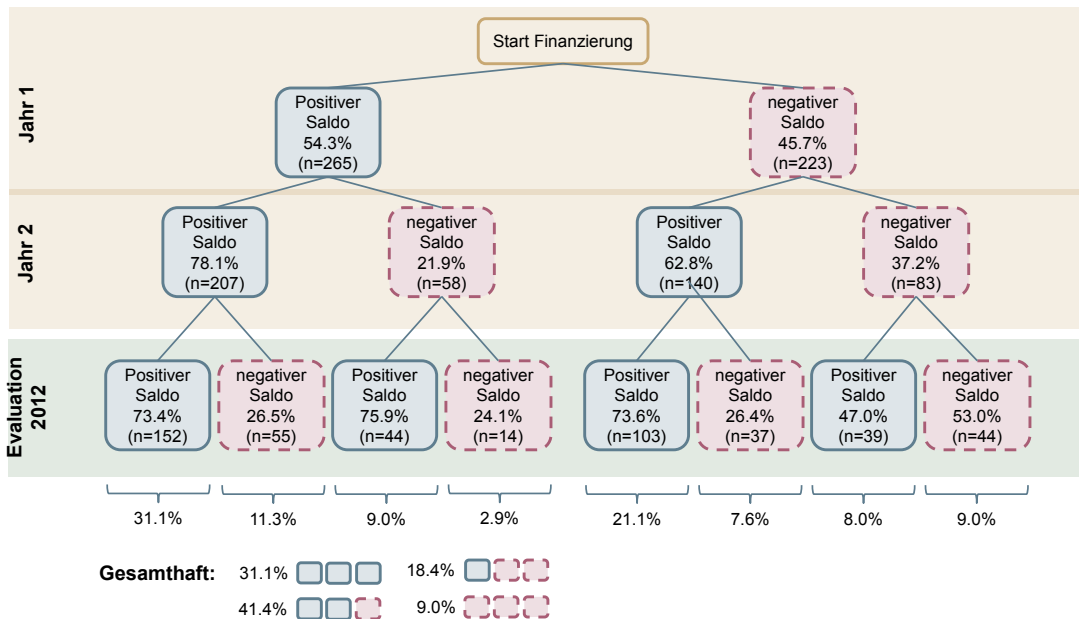 Start Finanzierung
Jahr 1
Positiver
Saldo
54.3%
(n=265)
negativer
Saldo
45.7%
(n=223)
Jahr 2
Positiver
Saldo
78.1%
(n=207)
negativer
Saldo
21.9%
(n=58)
Positiver
Saldo
62.8%
(n=140)
negativer
Saldo
37.2%
(n=83)
Evaluation
2012
Positiver
Saldo
73.4%
(n=152)
negativer
Saldo
26.5%
(n=55)
Positiver
Saldo
75.9%
(n=44)
negativer
Saldo
24.1%
(n=14)
Positiver
Saldo
73.6%
(n=103)
negativer
Saldo
26.4%
(n=37)
Positiver
Saldo
47.0%
(n=39)
negativer
Saldo
53.0%
(n=44)
31.1% 11.3% 9.0% 2.9% 21.1% 7.6% 8.0% 9.0%
Gesamthaft: 31.1% 18.4%
41.4% 9.0%